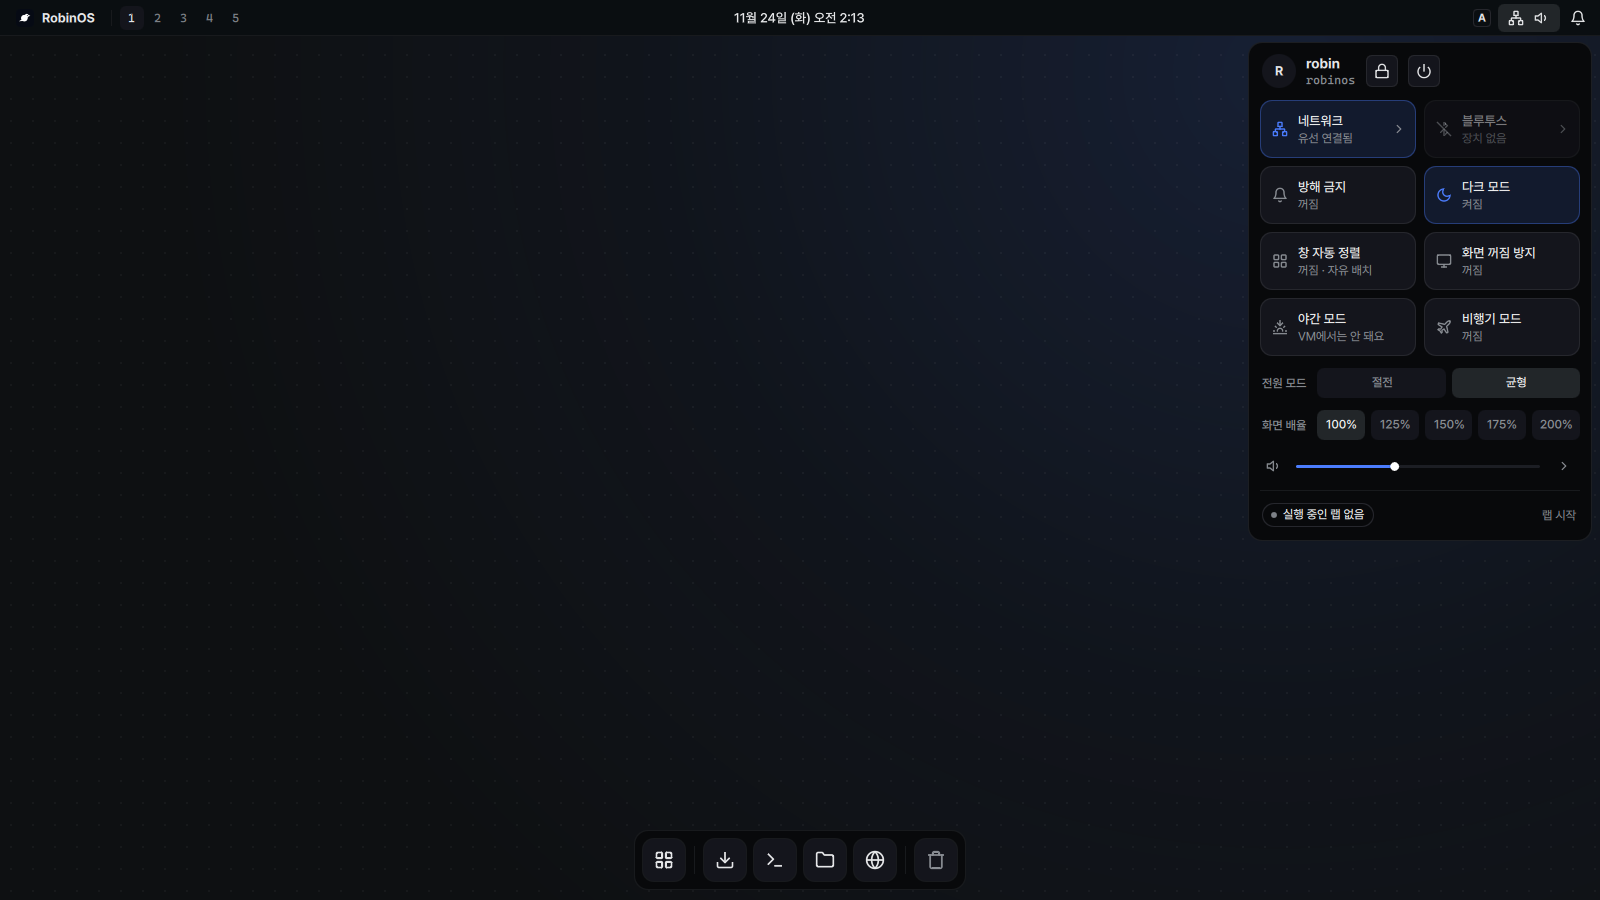 RobinOS 1 2 3 4 5 11월 24일 (화) 오전 2:13 A
R robin
robinos
네트워크
유선 연결됨
블루투스
장치 없음
방해 금지
꺼짐
다크 모드
켜짐
창 자동 정렬
꺼짐 · 자유 배치
화면 꺼짐 방지
꺼짐
야간 모드
VM에서는 안 돼요
비행기 모드
꺼짐
전원 모드 절전 균형
화면 배율 100% 125% 150% 175% 200%
실행 중인 랩 없음 랩 시작